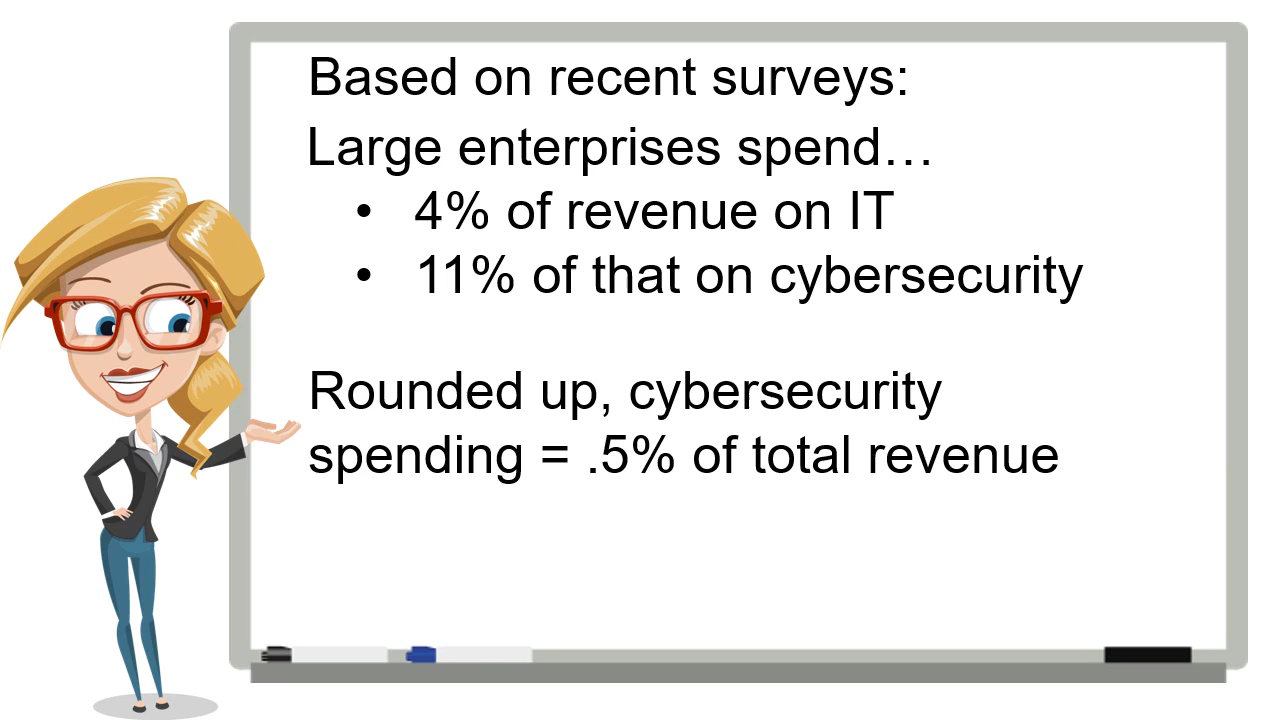 Based on recent surveys:
Large enterprises spend…
• 4% of revenue on IT
• 11% of that on cybersecurity
Rounded up, cybersecurity
spending = .5% of total revenue